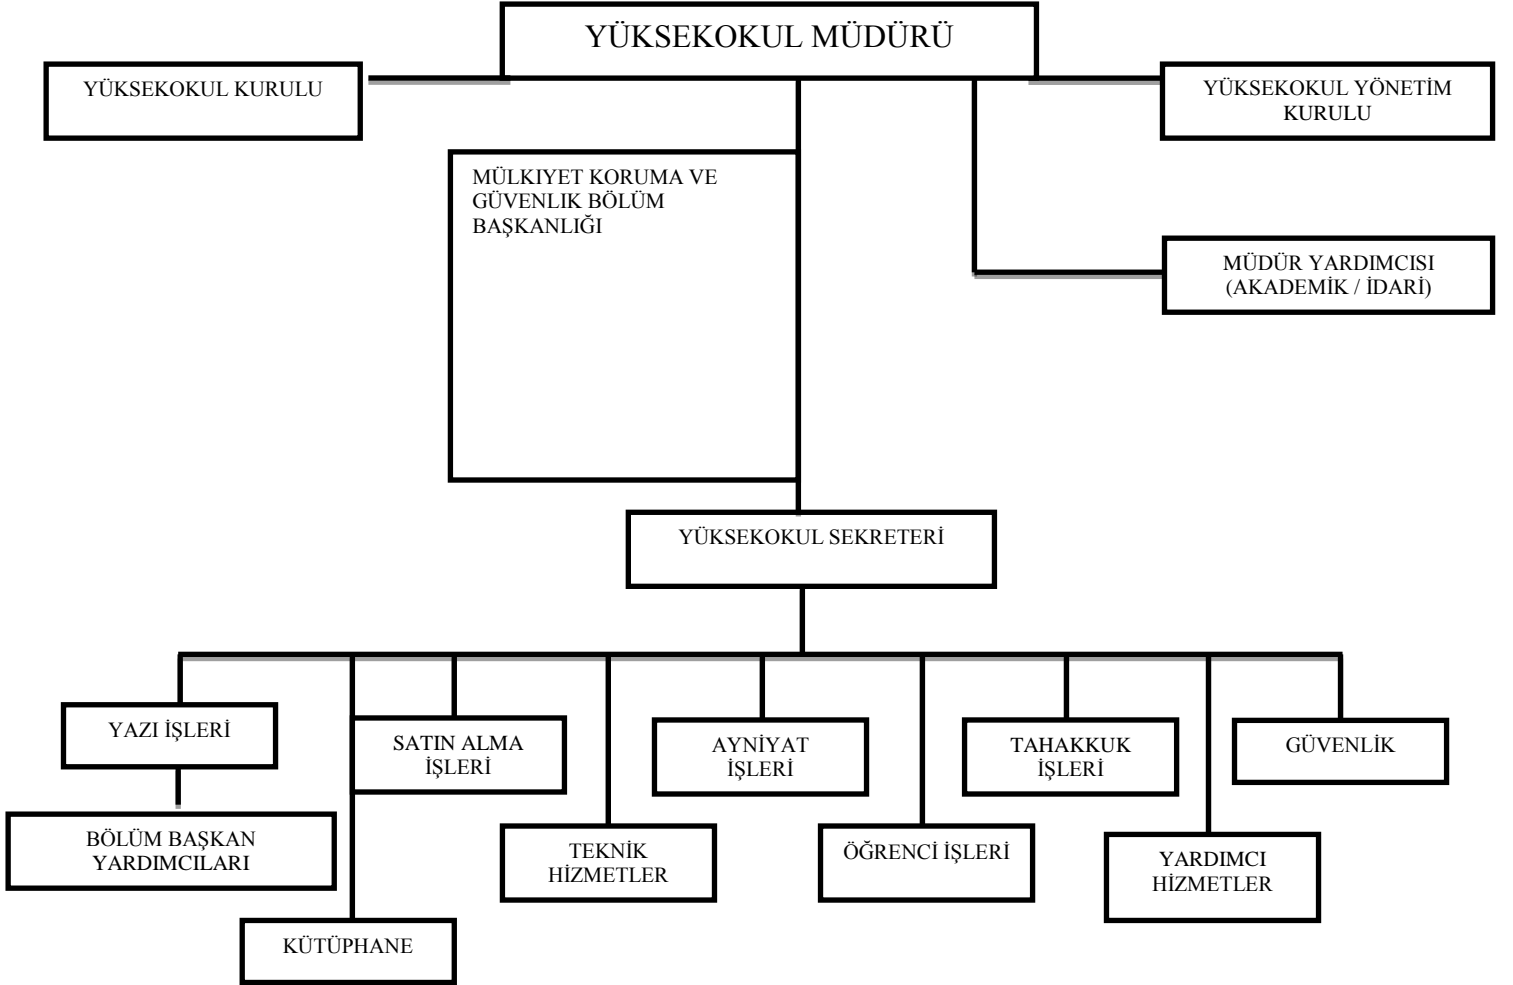 YÜKSEKOKUL MÜDÜRÜ
YÜKSEKOKUL KURULU
YÜKSEKOKUL YÖNETİM
KURULU
MÜLKIYET KORUMA VE
GÜVENLIK BÖLÜM
BAŞKANLIĞI
MÜDÜR YARDIMCISI
(AKADEMİK / İDARİ)
YÜKSEKOKUL SEKRETERİ
YAZI İŞLERİ
SATIN ALMA
İŞLERİ
AYNİYAT
İŞLERİ
TAHAKKUK
İŞLERİ
GÜVENLİK
BÖLÜM BAŞKAN
YARDIMCILARI
TEKNİK
HİZMETLER
ÖĞRENCİ İŞLERİ
YARDIMCI
HİZMETLER
KÜTÜPHANE